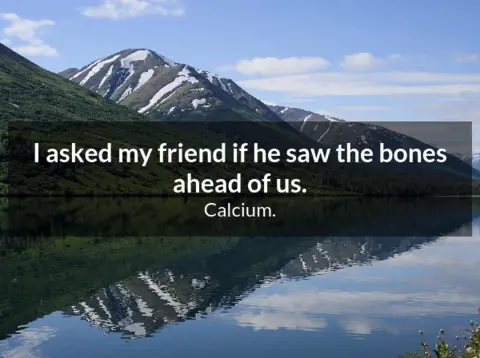 I asked my friend if he saw the bones
ahead of us.
Calcium.